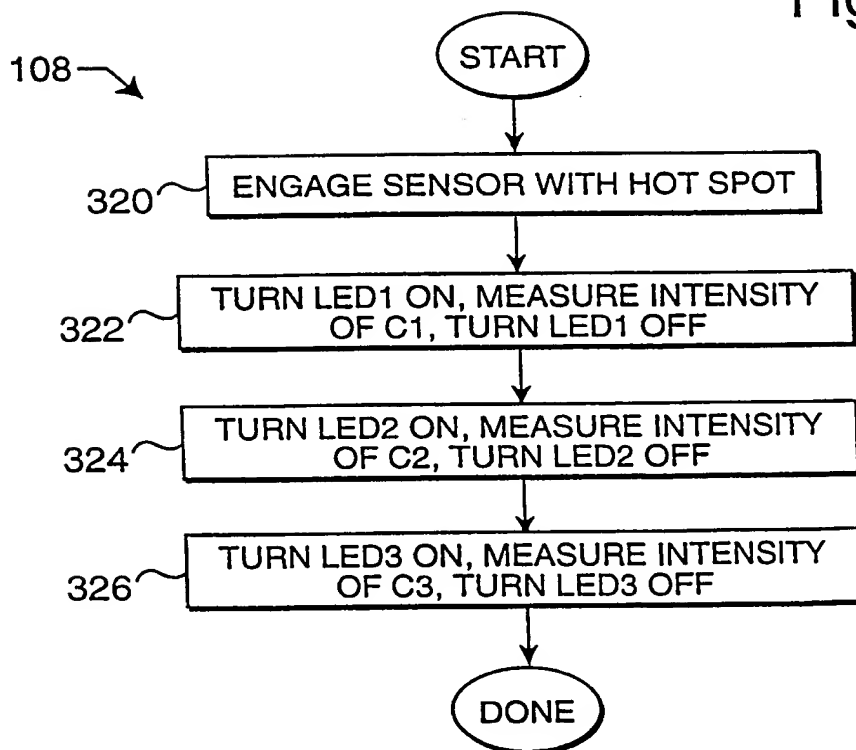 Fig
START
108
320
ENGAGE SENSOR WITH HOT SPOT
322
TURN LED1 ON, MEASURE INTENSITY
OF C1, TURN LED1 OFF
324
TURN LED2 ON, MEASURE INTENSITY
OF C2, TURN LED2 OFF
326
TURN LED3 ON, MEASURE INTENSITY
OF C3, TURN LED3 OFF
DONE